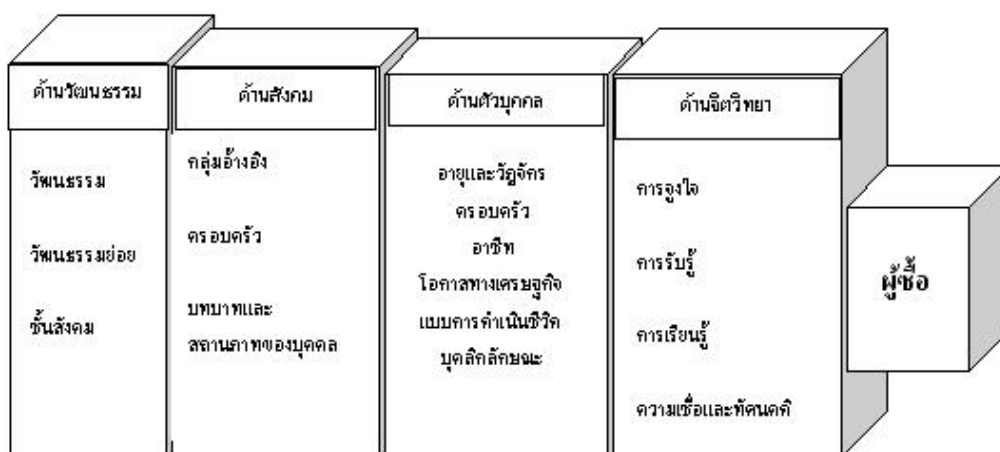 ด้านวัฒนธรรม
วัฒนธรรม
วัฒนธรรมย่อย
ชั้นสังคม
ด้านสังคม
กลุ่มอ้างอิง
ครอบครัว
บทบาทและ
สถานภาพของบุคคล
ด้านตัวบุคคล
อายุและวัฏจักร
ครอบครัว
อาชีพ
โอกาสทางเศรษฐกิจ
แบบการดำเนินชีวิต
บุคลิกลักษณะ
ด้านจิตวิทยา
การจูงใจ
การรับรู้
การเรียนรู้
ความเชื่อและทัศนคติ
ผู้ซื้อ